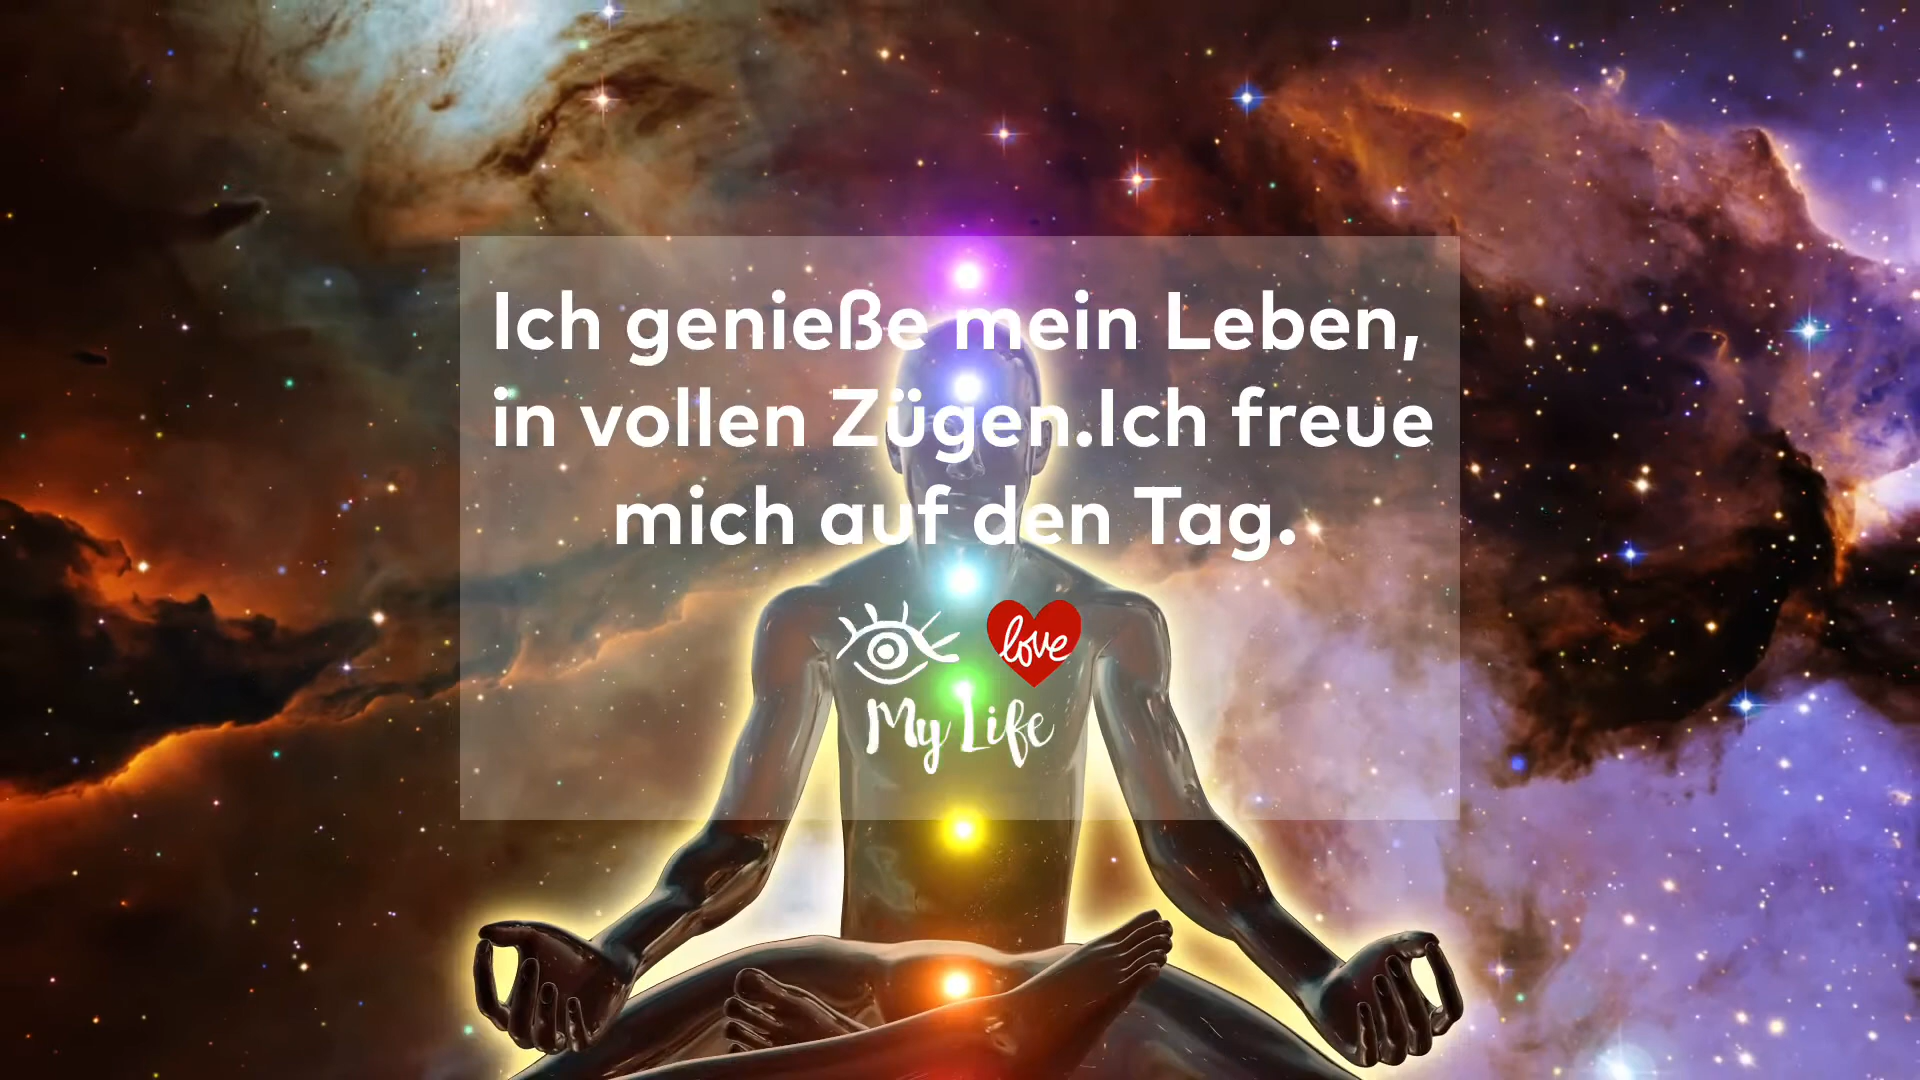 Ich genieße mein Leben,
in vollen Zügen.Ich freue
mich auf den Tag.
love
My Life